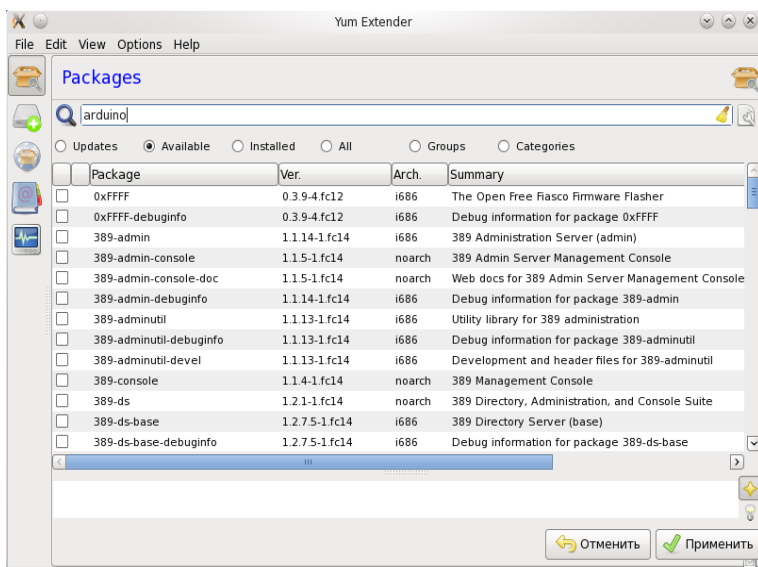 Yum Extender
File Edit View Options Help
Packages
arduino
Updates Available Installed All Groups Categories
Package Ver. Arch. Summary
0xFFFF 0.3.9-4.fc12 i686 The Open Free Fiasco Firmware Flasher
0xFFFF-debuginfo 0.3.9-4.fc12 i686 Debug information for package 0xFFFF
389-admin 1.1.14-1.fc14 i686 389 Administration Server (admin)
389-admin-console 1.1.5-1.fc14 noarch 389 Admin Server Management Console
389-admin-console-doc 1.1.5-1.fc14 noarch Web docs for 389 Admin Server Management Console
389-admin-debuginfo 1.1.14-1.fc14 i686 Debug information for package 389-admin
389-adminutil 1.1.13-1.fc14 i686 Utility library for 389 administration
389-adminutil-debuginfo 1.1.13-1.fc14 i686 Debug information for package 389-adminutil
389-adminutil-devel 1.1.13-1.fc14 i686 Development and header files for 389-adminutil
389-console 1.1.4-1.fc14 noarch 389 Management Console
389-ds 1.2.1-1.fc14 noarch 389 Directory, Administration, and Console Suite
389-ds-base 1.2.7.5-1.fc14 i686 389 Directory Server (base)
389-ds-base-debuginfo 1.2.7.5-1.fc14 i686 Debug information for package 389-ds-base
Отменить Применить